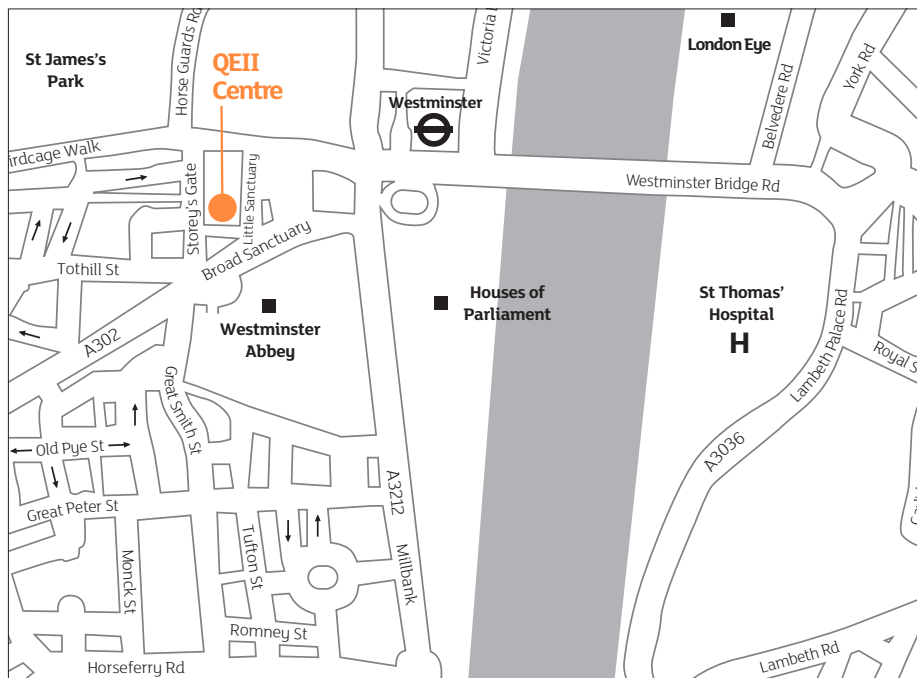 St James's
Park
Horse Guards Rd
QEII
Centre
Westminster
London Eye
Belvedere Rd
York Rd
irdcage Walk
Storey's Gate
Little Sanctuary
Broad Sanctuary
Westminster Bridge Rd
Tothill St
Westminster
Abbey
Houses of
Parliament
St Thomas'
Hospital
H
Lambeth Palace Rd
Royal S
A302
Great Smith St
Old Pye St
A3036
A3212
Great Peter St
Monck St
Tufton St
Millbank
Romney St
Horseferry Rd
Lambeth Rd
Victoria